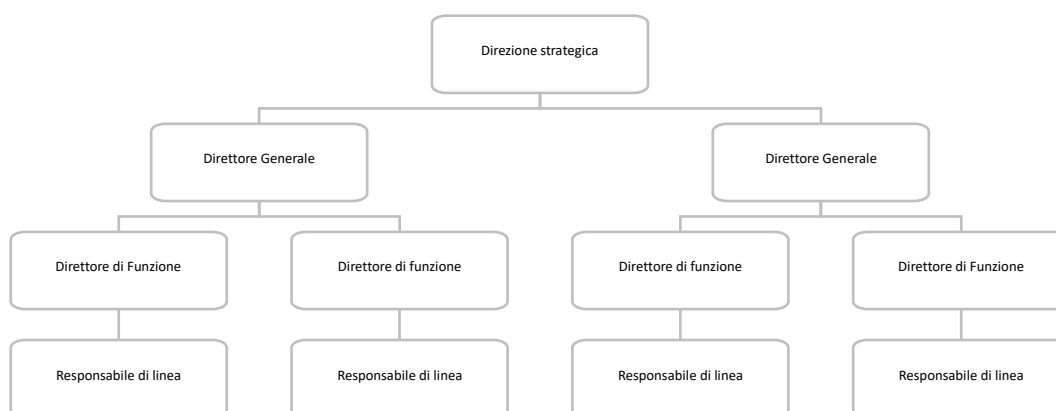 Direzione strategica
Direttore Generale
Direttore Generale
Direttore di Funzione
Direttore di funzione
Direttore di funzione
Direttore di Funzione
Responsabile di linea
Responsabile di linea
Responsabile di linea
Responsabile di linea